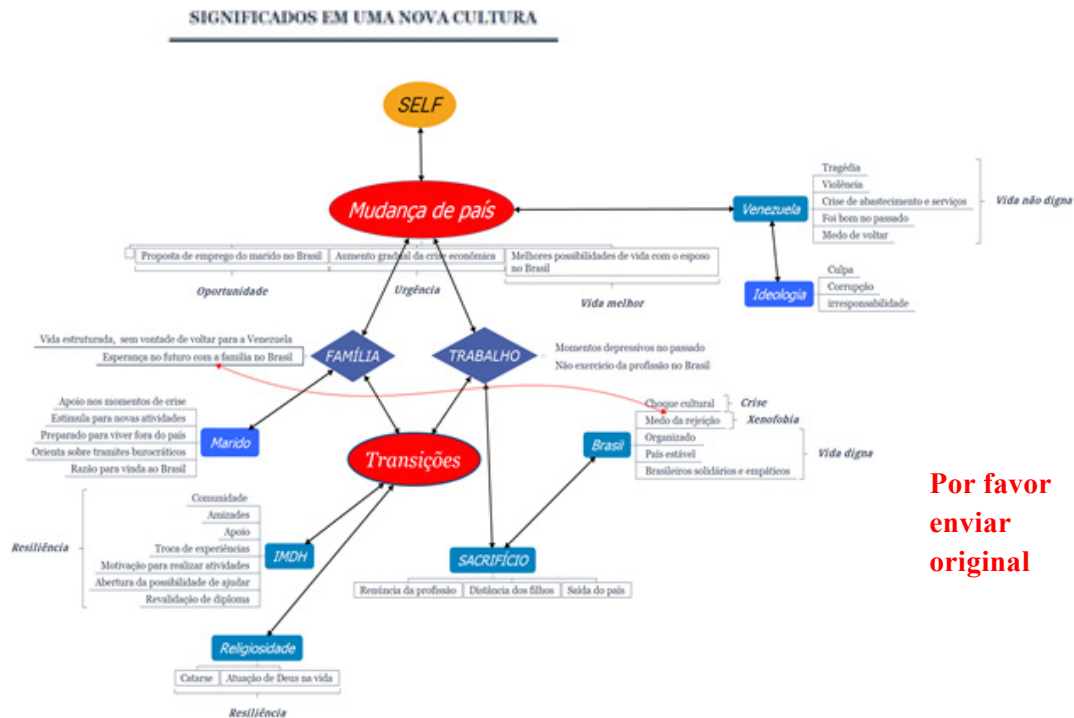 SIGNIFICADOS EM UMA NOVA CULTURA
SELF
Mudança de país
Proposta de emprego do marido no Brasil
Aumento gradual da crise econômica
Melhores possibilidades de vida com o esposo
no Brasil
Oportunidade
Urgência
Vida melhor
Venezuela
Tragédia
Violência
Crise de abastecimento e serviços
Foi bom no passado
Medo de voltar
Vida não digna
Ideologia
Culpa
Corrupção
irresponsabilidade
Vida estruturada, sem vontade de voltar para a Venezuela
Esperança no futuro com a família no Brasil
FAMÍLIA
TRABALHO
Momentos depressivos no passado
Não exercício da profissão no Brasil
Apoio nos momentos de crise
Estimula para novas atividades
Preparado para viver fora do país
Orienta sobre tramites burocráticos
Razão para vinda ao Brasil
Marido
Transições
Brasil
Choque cultural
Crise
Medo da rejeição
Xenofobia
Organizado
País estável
Brasileiros solidários e empáticos
Vida digna
Por favor
enviar
original
Resiliência
Comunidade
Amizades
Apoio
Troca de experiências
Motivação para realizar atividades
Abertura da possibilidade de ajudar
Revalidação de diploma
IMDH
SACRIFÍCIO
Renúncia da profissão
Distância dos filhos
Saída do país
Religiosidade
Catarse
Atuação de Deus na vida
Resiliência